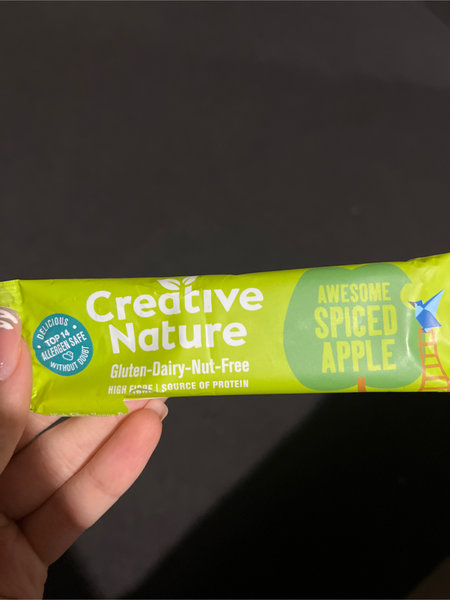 DELICIOUS
TOP 14
ALLERGEN SAFE
WITHOUT DOUBT
Creative
Nature
Gluten-Dairy-Nut-Free
HIGH FIBRE | SOURCE OF PROTEIN
AWESOME
SPICED
APPLE